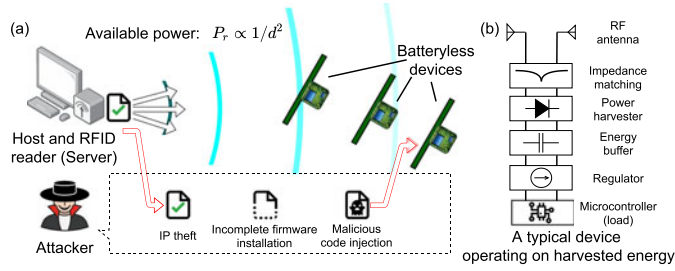 (a)
Available power: P_r ∝ 1/d^2
Batteryless
devices
Host and RFID
reader (Server)
Attacker
IP theft
Incomplete firmware
installation
Malicious
code injection
(b)
RF
antenna
Impedance
matching
Power
harvester
Energy
buffer
Regulator
Microcontroller
(load)
A typical device
operating on harvested energy